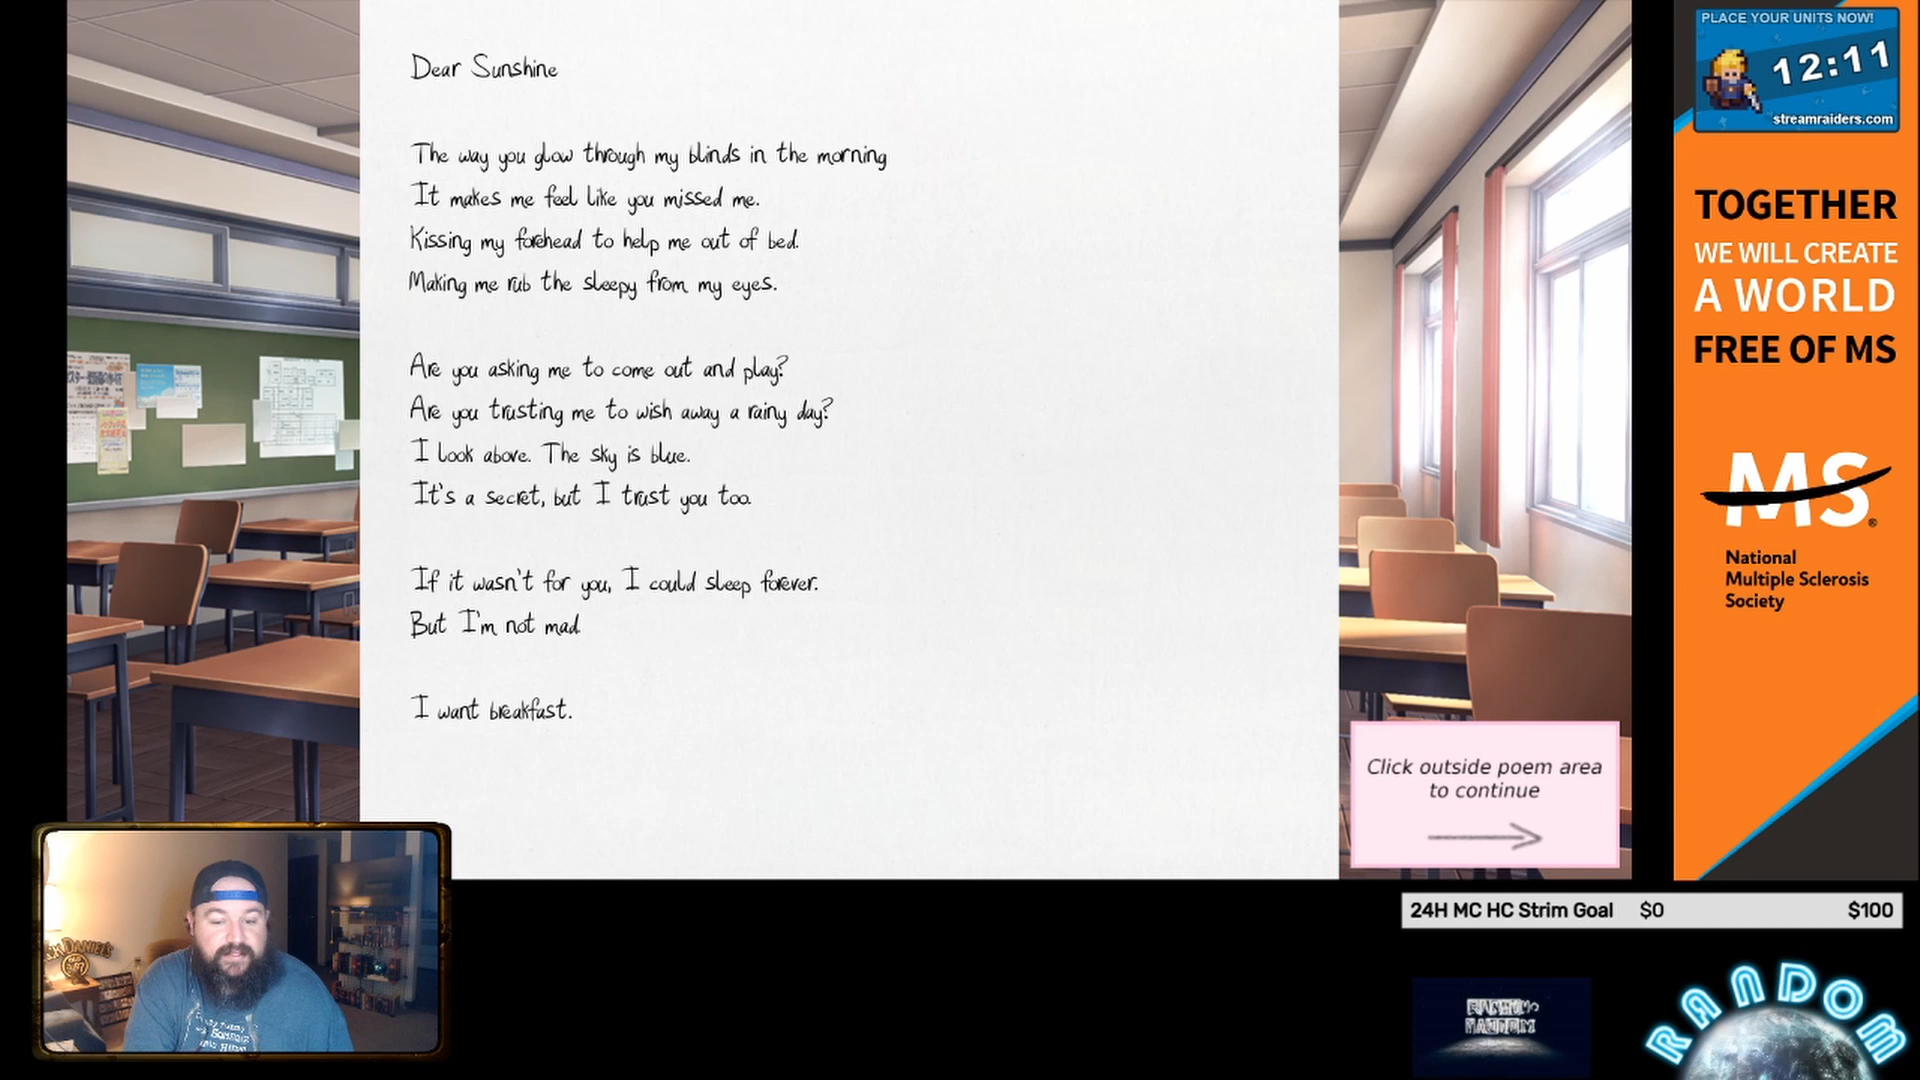 Dear Sunshine
The way you glow through my blinds in the morning
It makes me feel like you missed me.
Kissing my forehead to help me out of bed.
Making me rub the sleepy from my eyes.
Are you asking me to come out and play?
Are you trusting me to wish away a rainy day?
I look above. The sky is blue.
It's a secret, but I trust you too.
If it wasn't for you, I could sleep forever.
But I'm not mad.
I want breakfast.
Click outside poem area
to continue
PLACE YOUR UNITS NOW!
12:11
streamraiders.com
TOGETHER
WE WILL CREATE
A WORLD
FREE OF MS
MS
National
Multiple Sclerosis
Society
24H MC HC Strim Goal $0 $100
RANDOM